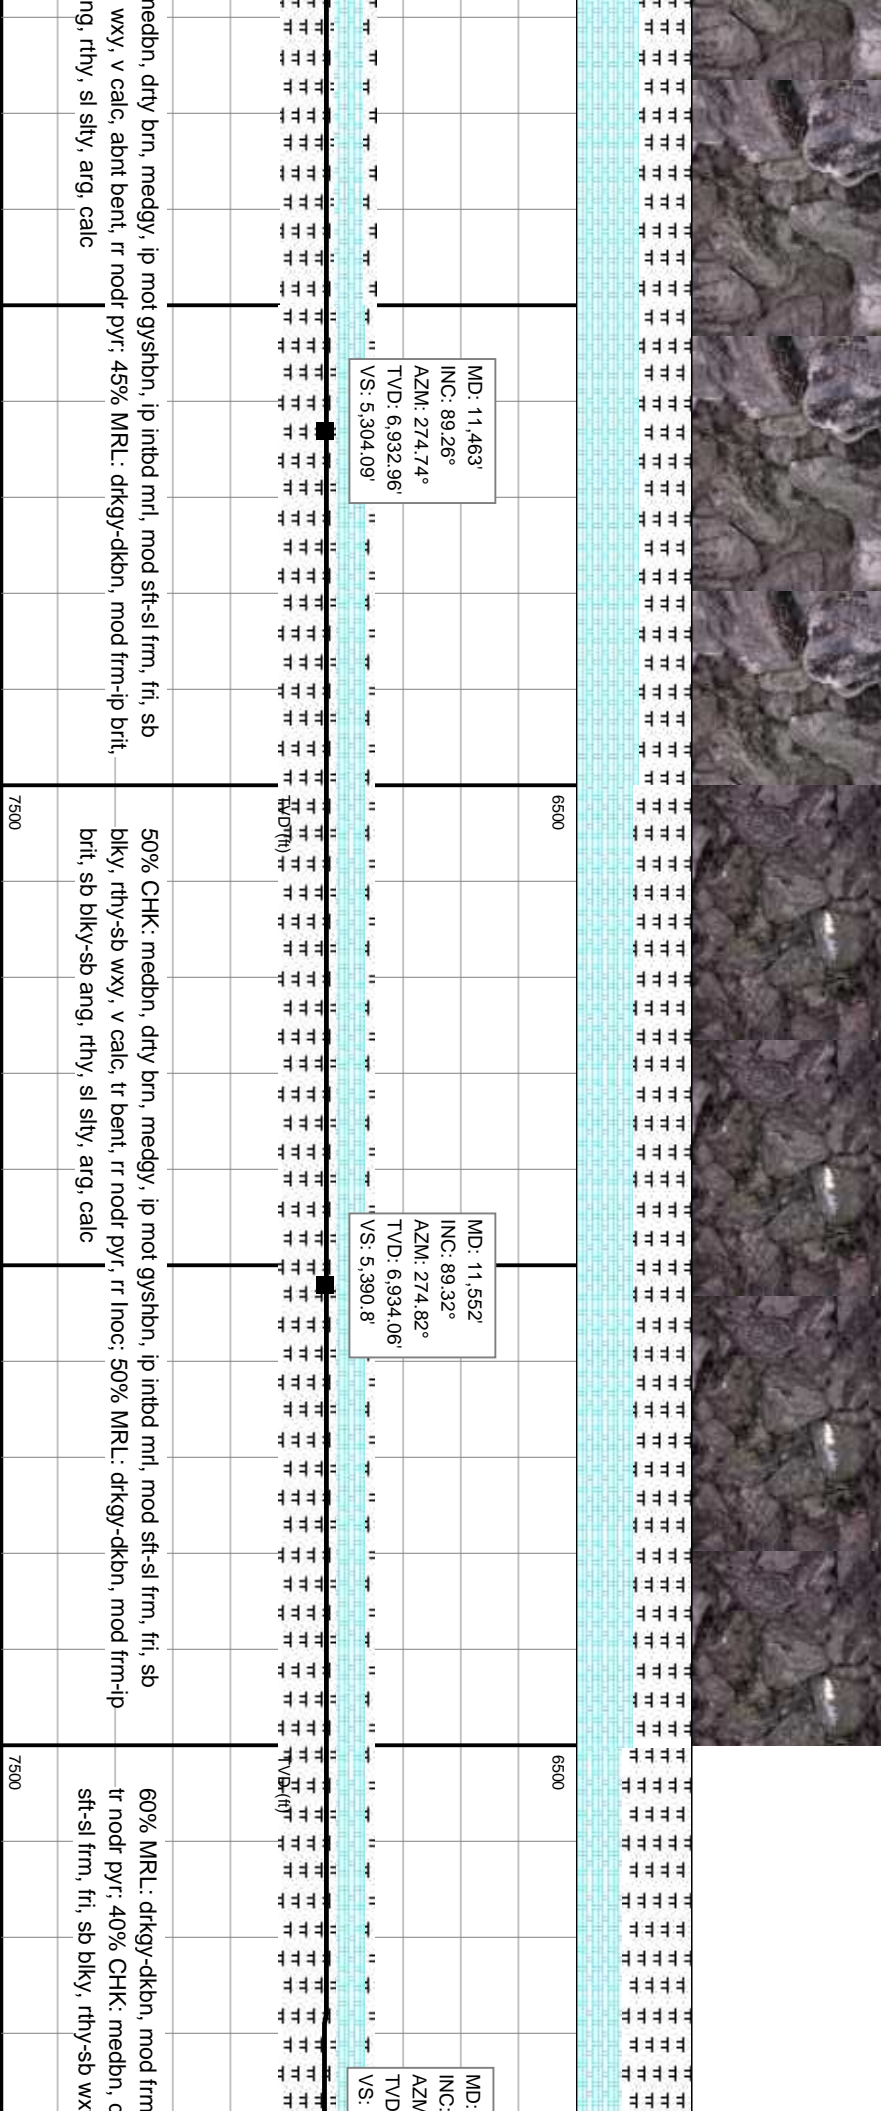 nedbn, drty brn, medgy, ip mot gyshbn, ip intbd mrl, mod sft-sl frm, fri, sb
wxy, v calc, abnt bent, rr nodr pyr; 45% MRL: drkgy-dkbn, mod frm-ip brit,
ng, rthy, sl slty, arg, calc
MD: 11,463'
INC: 89.26°
AZM: 274.74°
TVD: 6,932.96'
VS: 5,304.09'
6500
TVD (ft)
7500
50% CHK: medbn, drty brn, medgy, ip mot gyshbn, ip intbd mrl, mod sft-sl frm, fri, sb
blky, rthy-sb wxy, v calc, tr bent, rr nodr pyr, rr Inoc; 50% MRL: drkgy-dkbn, mod frm-ip
brit, sb blky-sb ang, rthy, sl slty, arg, calc
MD: 11,552'
INC: 89.32°
AZM: 274.82°
TVD: 6,934.06'
VS: 5,390.8'
6500
TVD (ft)
7500
60% MRL: drkgy-dkbn, mod frm
tr nodr pyr; 40% CHK: medbn, d
sft-sl frm, fri, sb blky, rthy-sb wx
MD:
INC:
AZM
TVD
VS: